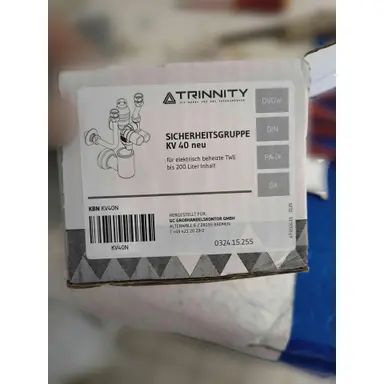 TRINNITY
SICHERHEITSGRUPPE
KV 40 neu
für elektrisch beheizte TWE
bis 200 Liter Inhalt
DVGW
DIN
KBN KV40N
KV40N
HERGESTELLT FÜR:
GC GROSSHANDELSKONTOR GMBH
0324.15.255